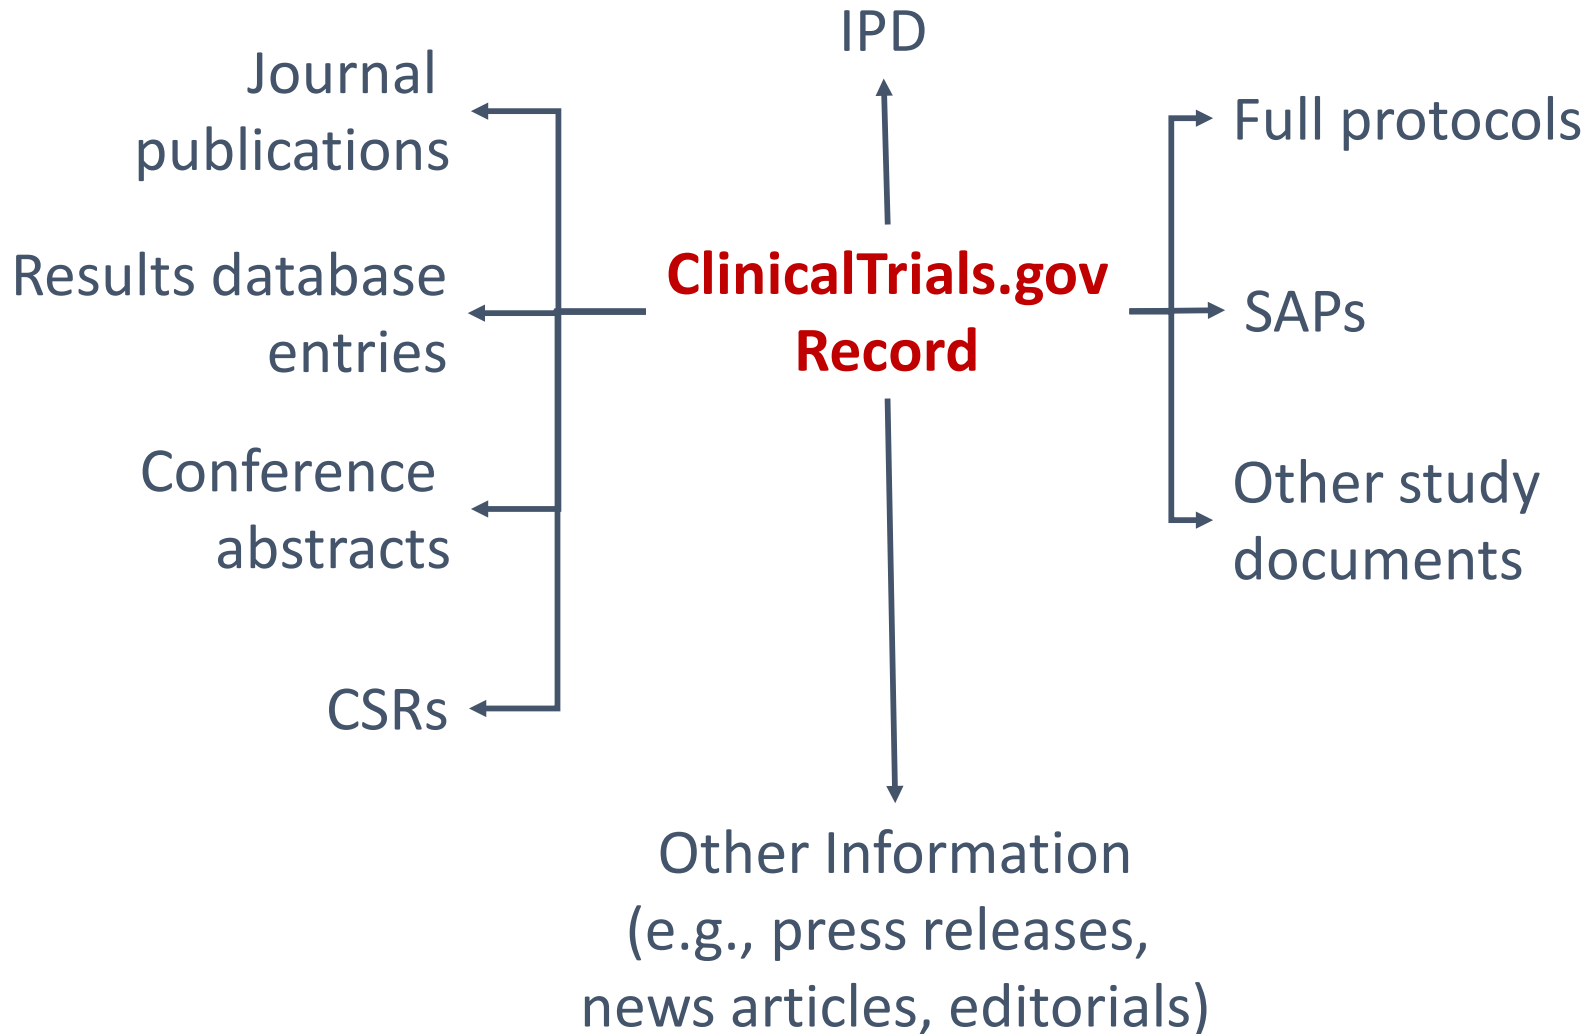 IPD
Journal
publications
Full protocols
ClinicalTrials.gov
Record
Results database
entries
SAPs
Conference
abstracts
Other study
documents
CSRs
Other Information
(e.g., press releases,
news articles, editorials)